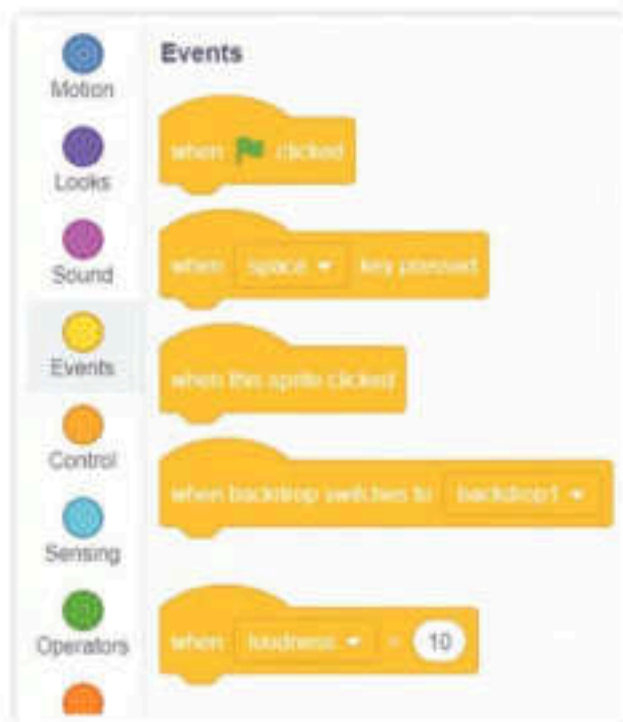 Events
Motion
when clicked
Looks
when space key pressed
Sound
Events
when this sprite clicked
Control
when backdrop switches to backdrop1
Sensing
Operators
when loudness > 10